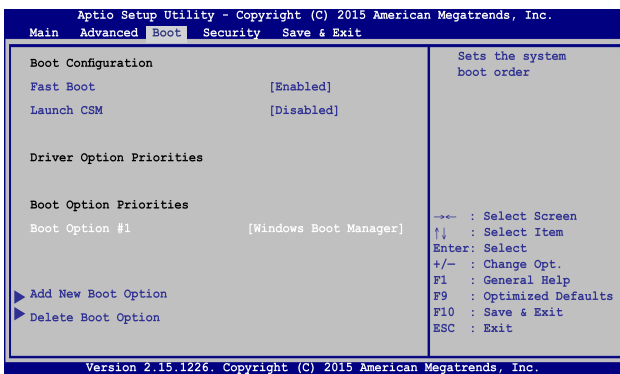 Aptio Setup Utility - Copyright (C) 2015 American Megatrends, Inc.
Main Advanced Boot Security Save & Exit
Boot Configuration
Fast Boot [Enabled]
Launch CSM [Disabled]
Driver Option Priorities
Boot Option Priorities
Boot Option #1 [Windows Boot Manager]
Add New Boot Option
Delete Boot Option
Sets the system
boot order
→← : Select Screen
↑↓ : Select Item
Enter: Select
+/− : Change Opt.
F1 : General Help
F9 : Optimized Defaults
F10 : Save & Exit
ESC : Exit
Version 2.15.1226. Copyright (C) 2015 American Megatrends, Inc.